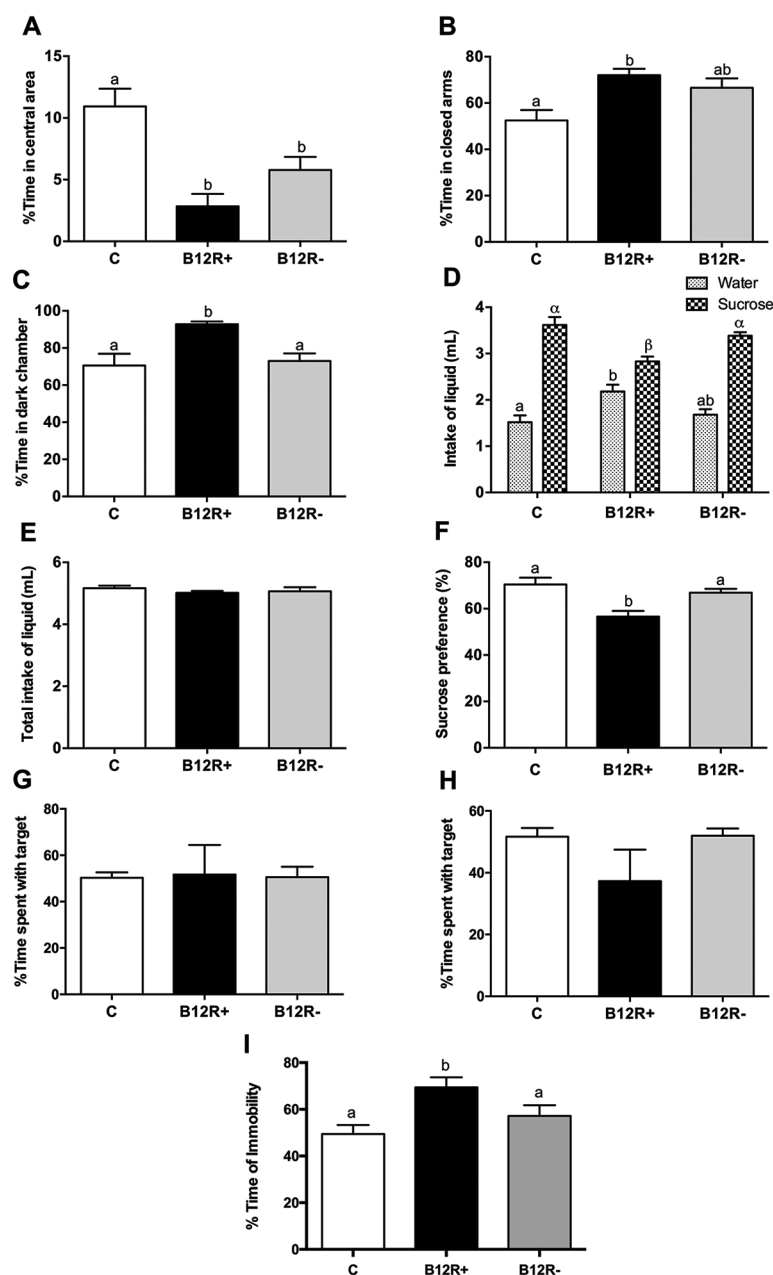 A
%Time in central area
15
10
5
0
a
b
b
C
B12R+
B12R-
B
%Time in closed arms
80
60
40
20
0
a
b
ab
C
B12R+
B12R-
C
%Time in dark chamber
100
80
60
40
20
0
a
b
a
C
B12R+
B12R-
D
Water
Sucrose
Intake of liquid (mL)
4
3
2
1
0
a
α
b
β
ab
α
C
B12R+
B12R-
E
Total intake of liquid (mL)
6
4
2
0
C
B12R+
B12R-
F
Sucrose preference (%)
80
60
40
20
0
a
b
a
C
B12R+
B12R-
G
%Time spent with target
80
60
40
20
0
C
B12R+
B12R-
H
%Time spent with target
60
40
20
0
C
B12R+
B12R-
I
% Time of Immobility
80
60
40
20
0
a
b
a
C
B12R+
B12R-